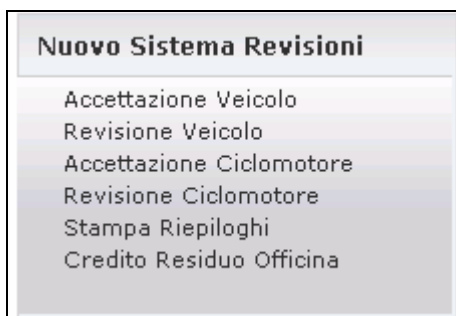 Nuovo Sistema Revisioni
Accettazione Veicolo
Revisione Veicolo
Accettazione Ciclomotore
Revisione Ciclomotore
Stampa Riepiloghi
Credito Residuo Officina